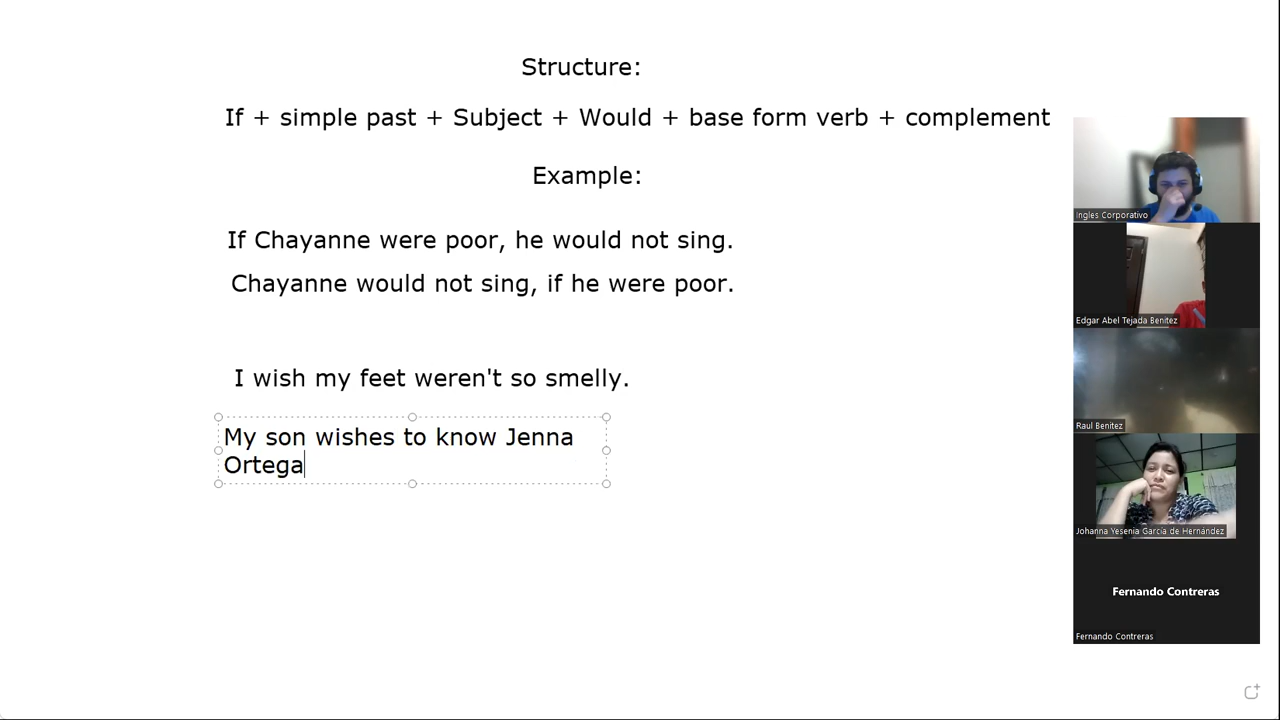 Structure:
If + simple past + Subject + Would + base form verb + complement
Example:
If Chayanne were poor, he would not sing.
Chayanne would not sing, if he were poor.
I wish my feet weren't so smelly.
My son wishes to know Jenna
Ortega
Ingles Corporativo
Edgar Abel Tejada Benitez
Raul Benitez
Johanna Yesenia García de Hernández
Fernando Contreras
Fernando Contreras